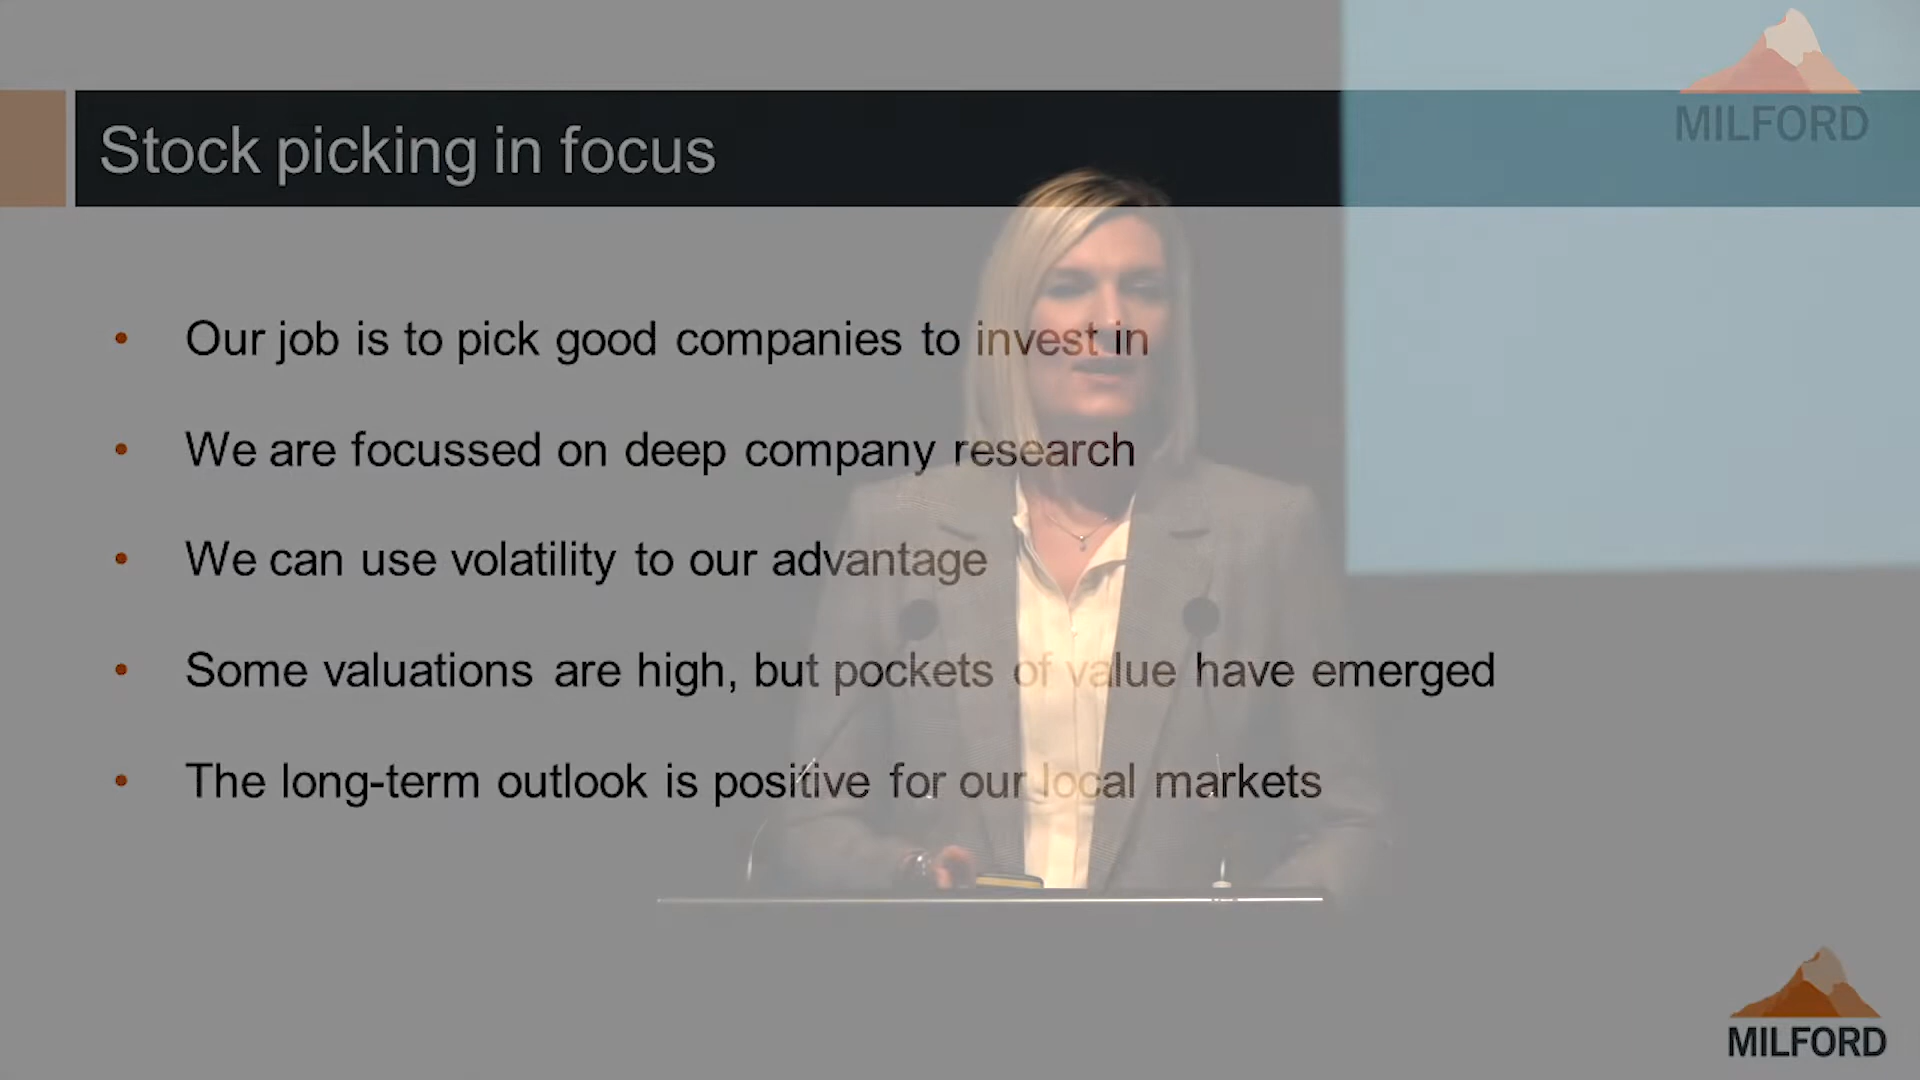 MILFORD
Stock picking in focus
• Our job is to pick good companies to invest in
• We are focussed on deep company research
• We can use volatility to our advantage
• Some valuations are high, but pockets of value have emerged
• The long-term outlook is positive for our local markets
MILFORD